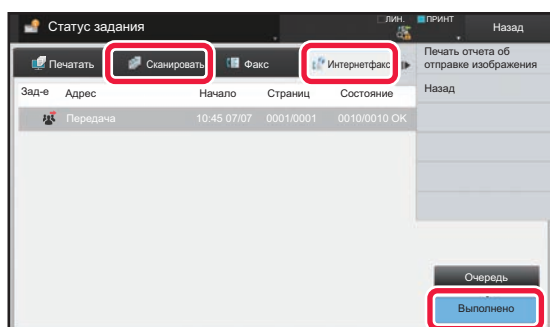 Статус задания
ЛИН.
ПРИНТ
Назад
Печатать
Сканировать
Факс
Интернетфакс
Печать отчета об
отправке изображения
Зад-е
Адрес
Начало
Страниц
Состояние
Назад
Передача
10:45 07/07
0001/0001
0010/0010 OK
Очередь
Выполнено